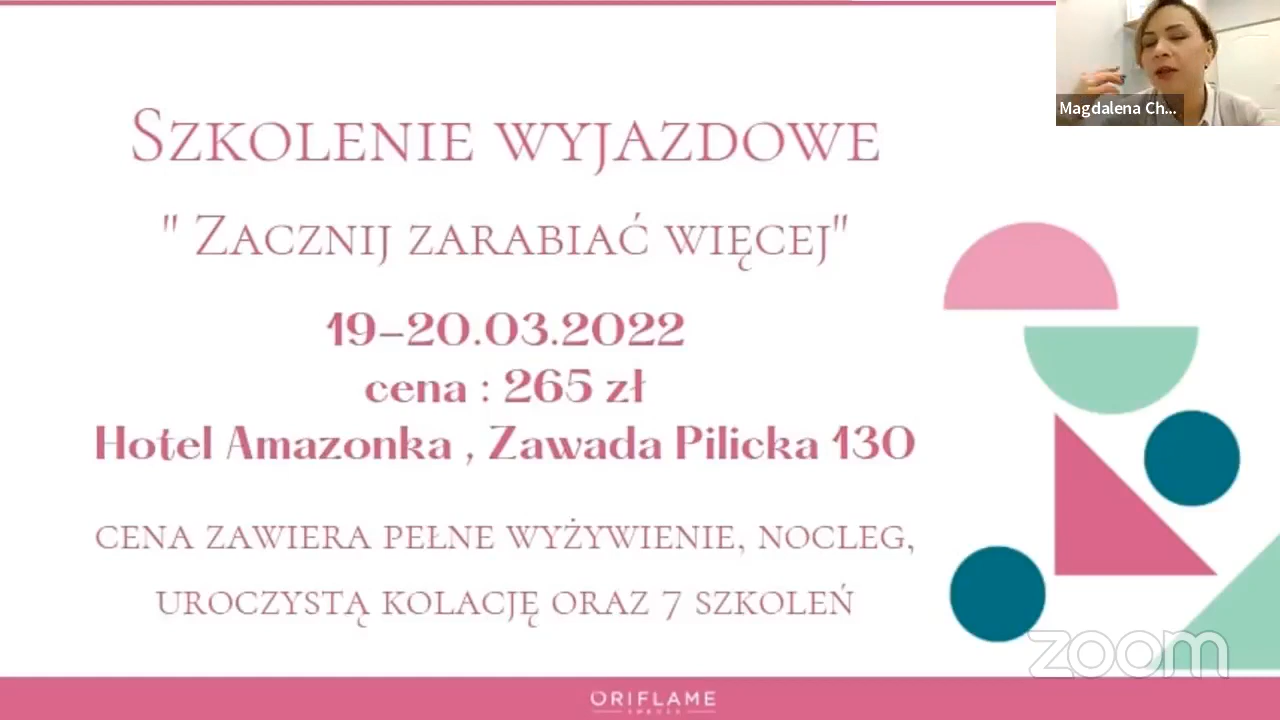 Magdalena Ch...
Szkolenie wyjazdowe
" Zacznij zarabiać więcej"
19-20.03.2022
cena : 265 zł
Hotel Amazonka , Zawada Pilicka 130
cena zawiera pełne wyżywienie, nocleg,
uroczystą kolację oraz 7 szkoleń
zoom
ORIFLAME